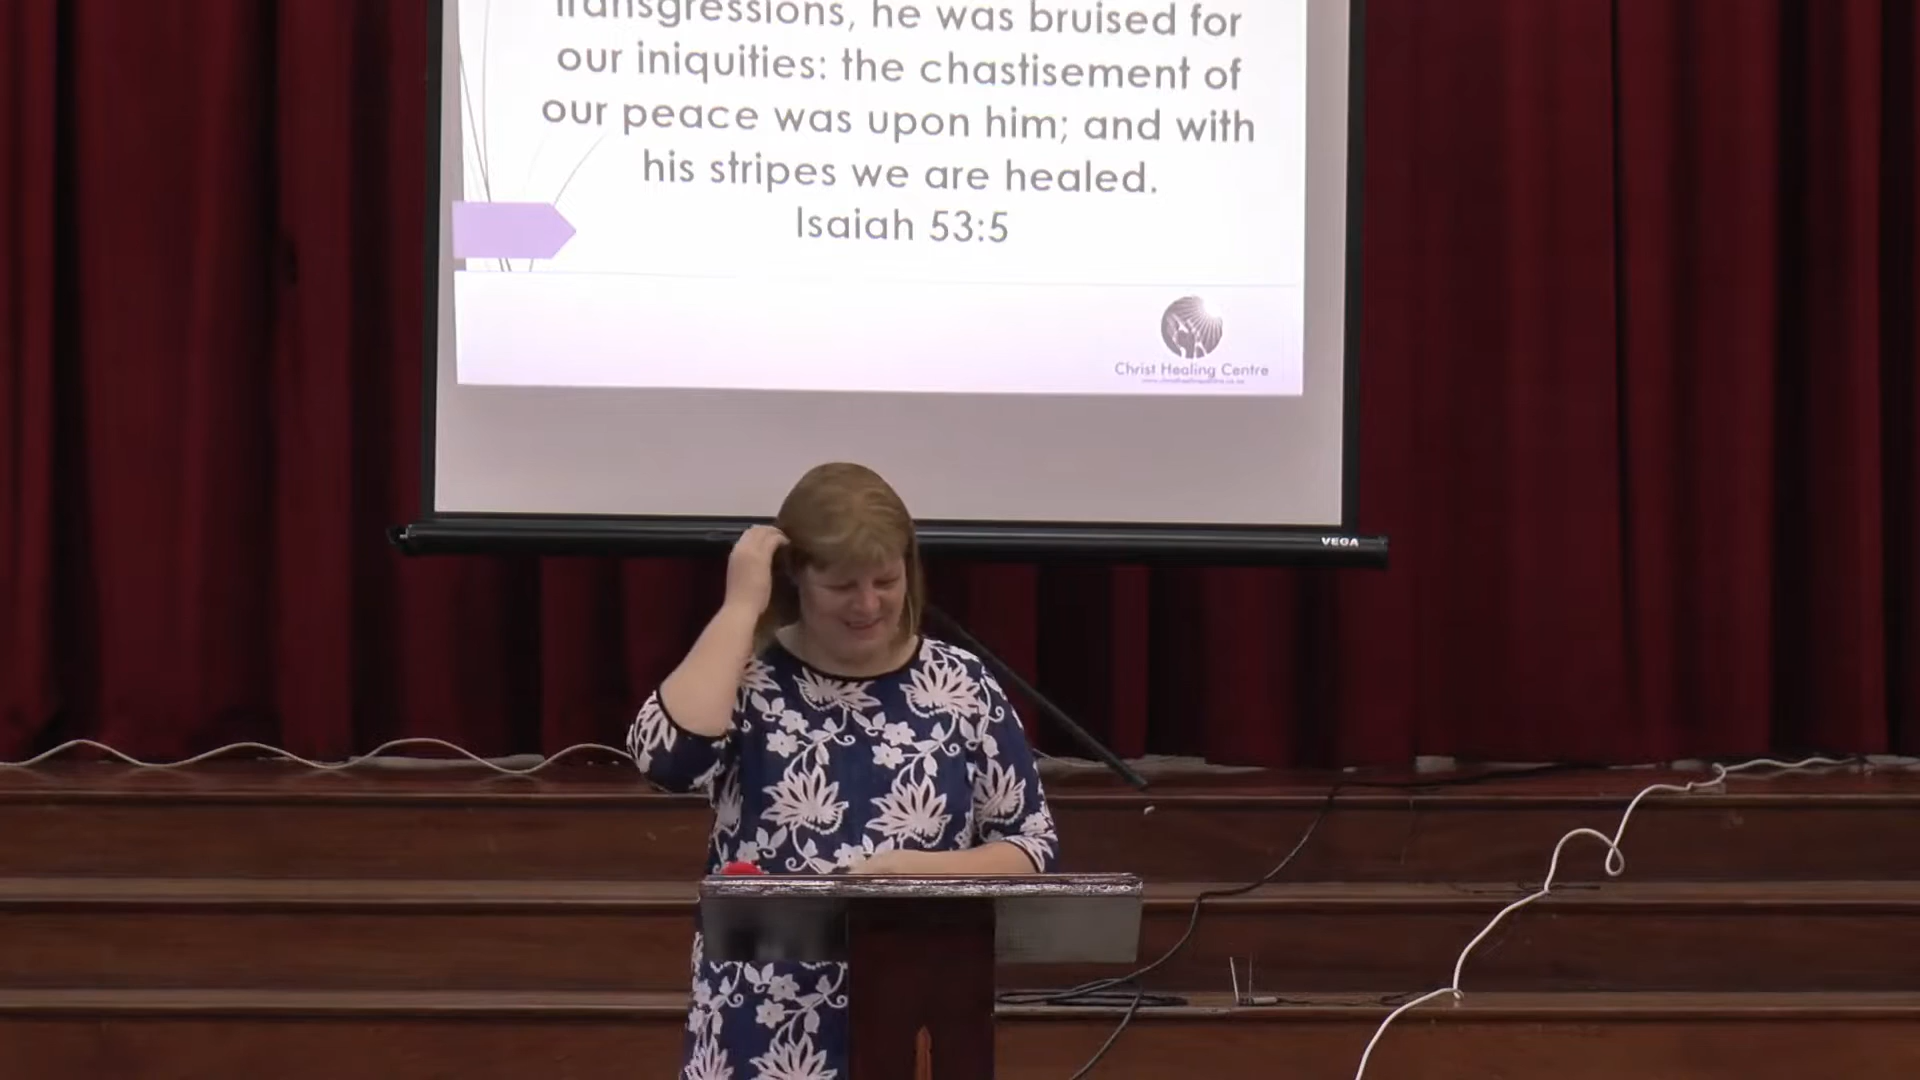 transgressions, he was bruised for
our iniquities: the chastisement of
our peace was upon him; and with
his stripes we are healed.
Isaiah 53:5
Christ Healing Centre
VEGA